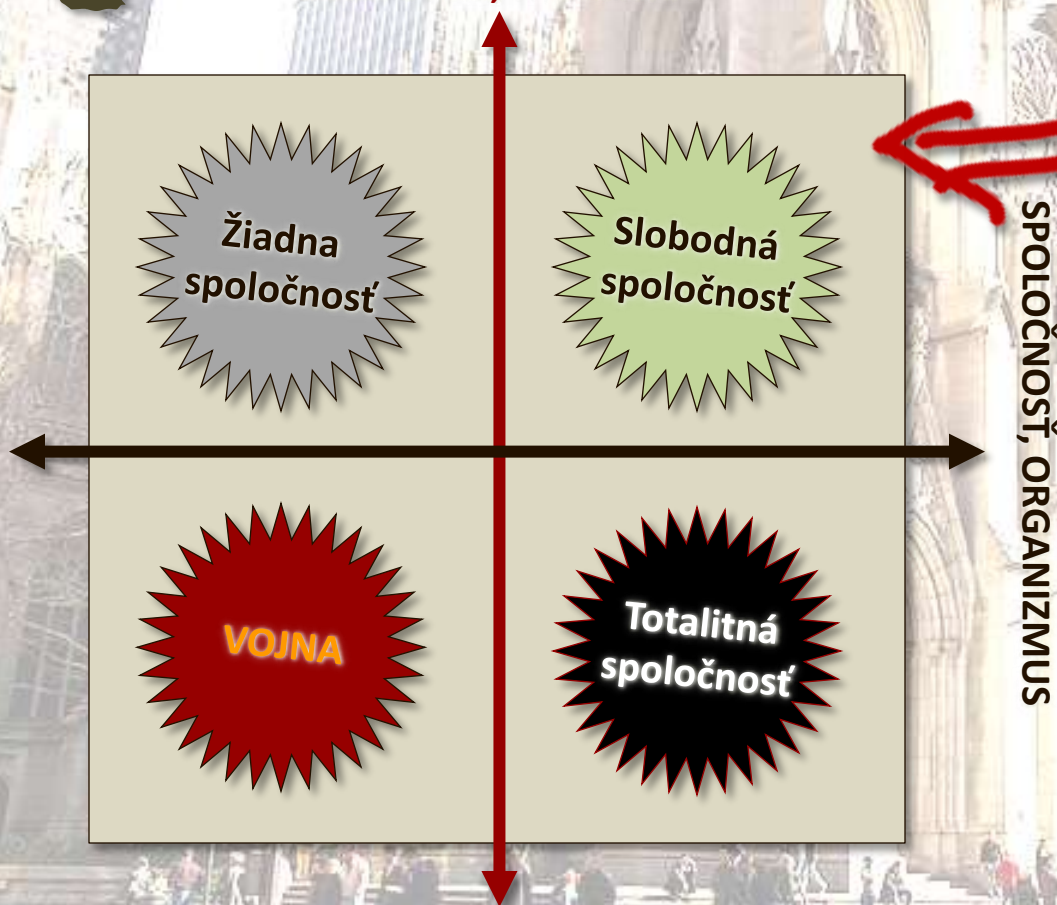 Žiadna
spoločnosť
Slobodná
spoločnosť
VOJNA
Totalitná
spoločnosť
SPOLOČNOSŤ, ORGANIZMUS